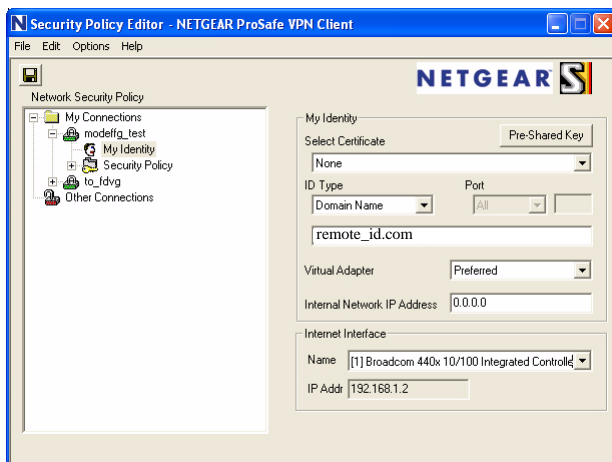 N Security Policy Editor - NETGEAR ProSafe VPN Client
File Edit Options Help
NETGEAR
Network Security Policy
My Connections
modeffg_test
My Identity
Security Policy
to_fdvg
Other Connections
My Identity
Select Certificate
Pre-Shared Key
None
ID Type
Port
Domain Name
All
remote_id.com
Virtual Adapter
Preferred
Internal Network IP Address
0.0.0.0
Internet Interface
Name
[1] Broadcom 440x 10/100 Integrated Controlle
IP Addr
192.168.1.2